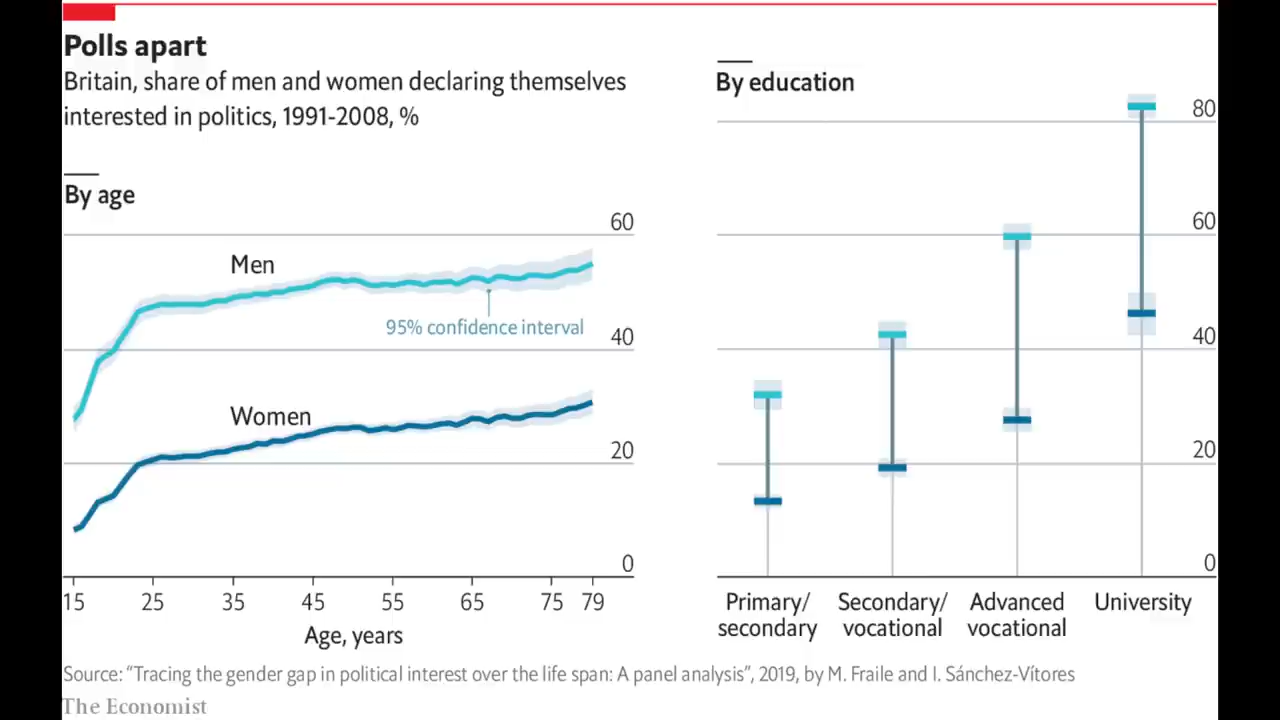 Polls apart
Britain, share of men and women declaring themselves
interested in politics, 1991-2008, %
By age
60
Men
95% confidence interval
40
Women
20
0
15 25 35 45 55 65 75 79
Age, years
By education
80
60
40
20
0
Primary/ Secondary/ Advanced University
secondary vocational vocational
Source: “Tracing the gender gap in political interest over the life span: A panel analysis”, 2019, by M. Fraile and I. Sánchez-Vítores
The Economist